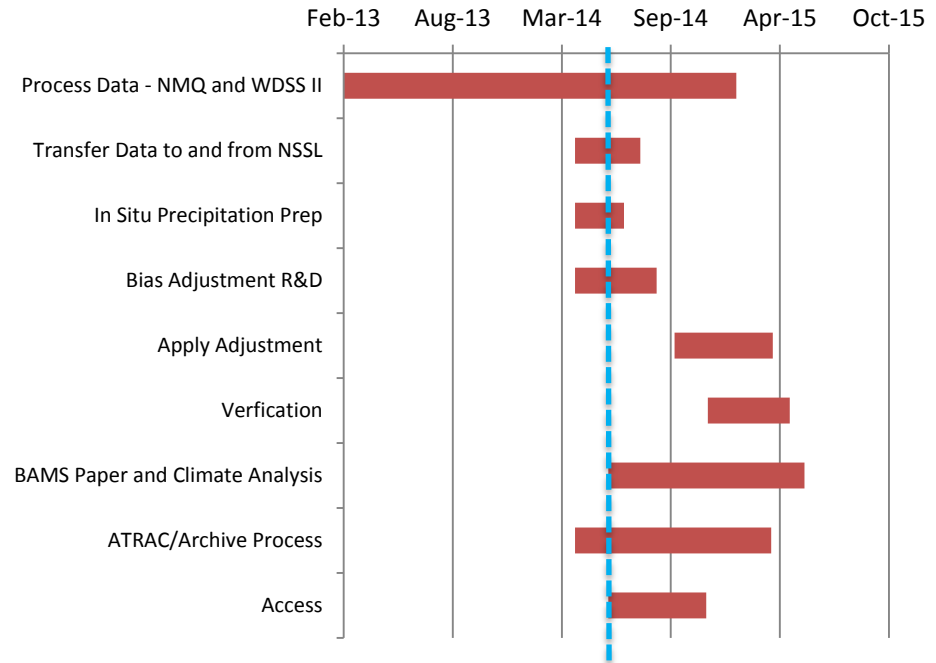 Feb-13 Aug-13 Mar-14 Sep-14 Apr-15 Oct-15
Process Data - NMQ and WDSS II
Transfer Data to and from NSSL
In Situ Precipitation Prep
Bias Adjustment R&D
Apply Adjustment
Verfication
BAMS Paper and Climate Analysis
ATRAC/Archive Process
Access